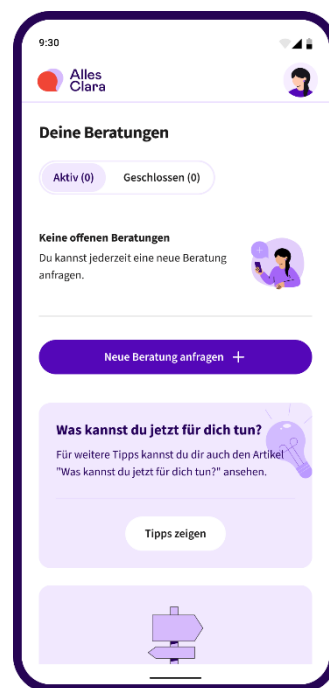 9:30
Alles
Clara
Deine Beratungen
Aktiv (0) Geschlossen (0)
Keine offenen Beratungen
Du kannst jederzeit eine neue Beratung
anfragen.
Neue Beratung anfragen +
Was kannst du jetzt für dich tun?
Für weitere Tipps kannst du dir auch den Artikel
"Was kannst du jetzt für dich tun?" ansehen.
Tipps zeigen